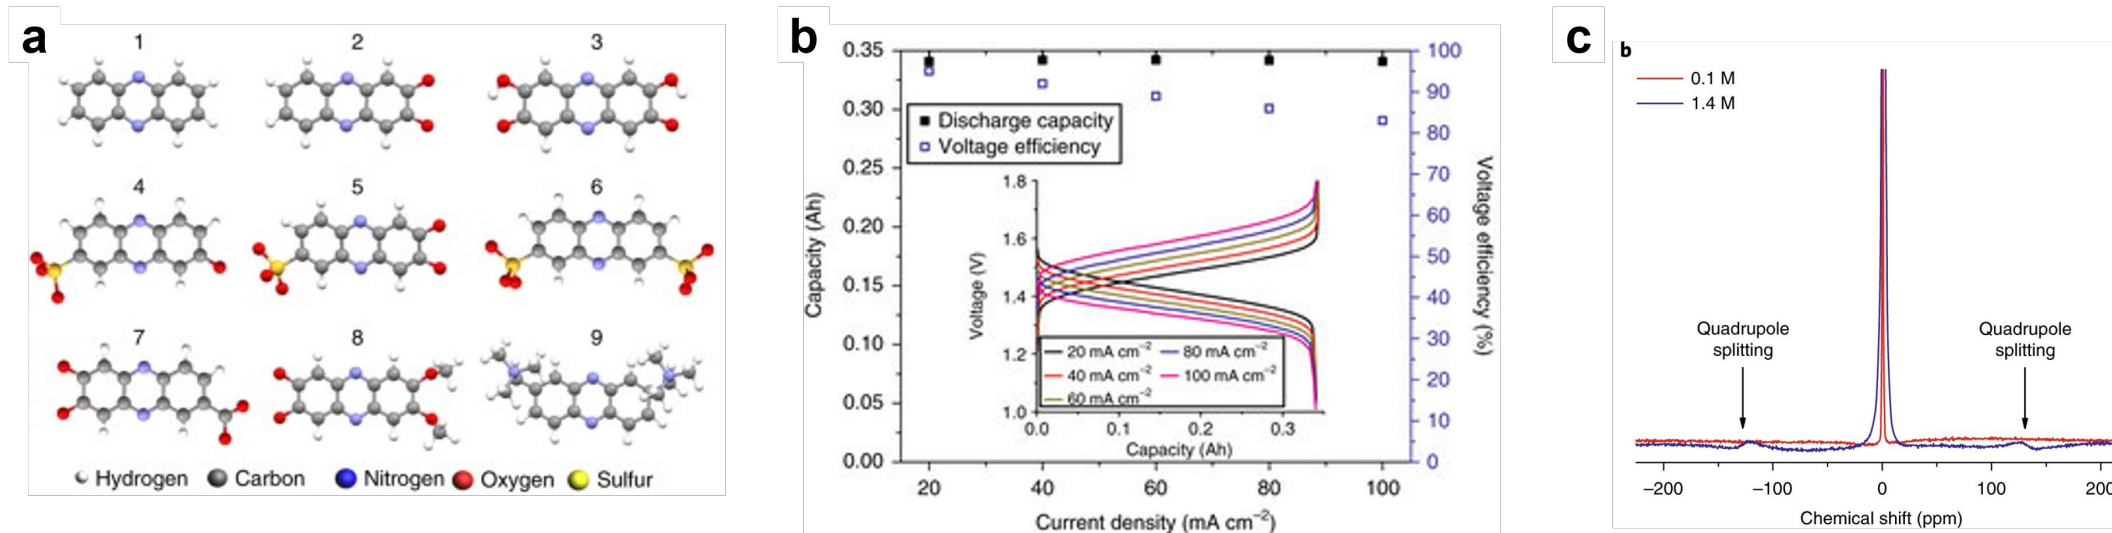 a
1 2 3
4 5 6
7 8 9
Hydrogen Carbon Nitrogen Oxygen Sulfur
b
0.35
0.30
0.25
0.20
0.15
0.10
0.05
0.00
Capacity (Ah)
100
90
80
70
60
50
40
30
20
10
0
Voltage efficiency (%)
Discharge capacity
Voltage efficiency
1.8
1.6
1.4
1.2
1.0
Voltage (V)
20 mA cm⁻² 80 mA cm⁻²
40 mA cm⁻² 100 mA cm⁻²
60 mA cm⁻²
0.0 0.1 0.2 0.3
Capacity (Ah)
20 40 60 80 100
Current density (mA cm⁻²)
c
b
0.1 M
1.4 M
Quadrupole
splitting
Quadrupole
splitting
–200 –100 0 100 200
Chemical shift (ppm)